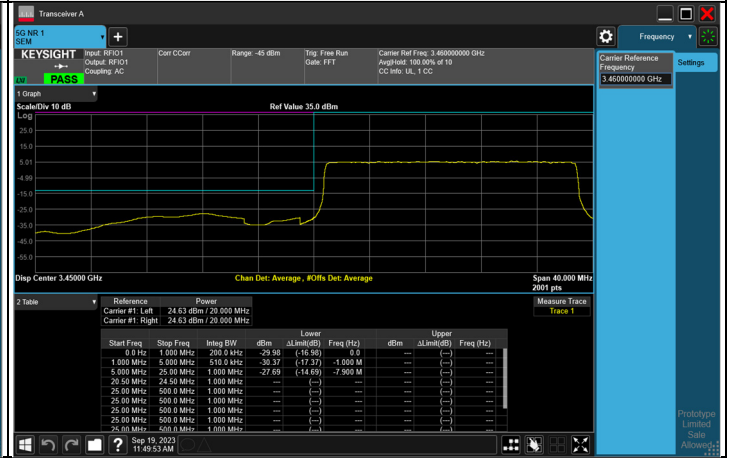 Transceiver A
5G NR 1
SEM
Frequency
KEYSIGHT
Input: RFIO1
Output: RFIO1
Coupling: AC
Corr CCorr
Range: -45 dBm
Trig: Free Run
Gate: FFT
Carrier Ref Freq: 3.460000000 GHz
Avg|Hold: 100.00% of 10
CC Info: UL, 1 CC
LXI
PASS
Carrier Reference
Frequency
3.460000000 GHz
Settings
1 Graph
Scale/Div 10 dB
Ref Value 35.0 dBm
Log
25.0
15.0
5.01
-4.99
-15.0
-25.0
-35.0
-45.0
-55.0
Disp Center 3.45000 GHz
Chan Det: Average , #Offs Det: Average
Span 40.000 MHz
2001 pts
2 Table
Reference Power
Carrier #1: Left 24.63 dBm / 20.000 MHz
Carrier #1: Right 24.63 dBm / 20.000 MHz
Measure Trace
Trace 1
Lower Upper
Start Freq Stop Freq Integ BW dBm ΔLimit(dB) Freq (Hz) dBm ΔLimit(dB) Freq (Hz)
0.0 Hz 1.000 MHz 200.0 kHz -29.98 (-16.98) 0.0 --- (---) ---
1.000 MHz 5.000 MHz 510.0 kHz -30.37 (-17.37) -1.000 M --- (---) ---
5.000 MHz 25.00 MHz 1.000 MHz -27.69 (-14.69) -7.900 M --- (---) ---
20.50 MHz 24.50 MHz 1.000 MHz --- (---) --- --- (---) ---
25.00 MHz 500.0 MHz 1.000 MHz --- (---) --- --- (---) ---
25.00 MHz 500.0 MHz 1.000 MHz --- (---) --- --- (---) ---
25.00 MHz 500.0 MHz 1.000 MHz --- (---) --- --- (---) ---
25.00 MHz 500.0 MHz 1.000 MHz --- (---) --- --- (---) ---
25.00 MHz 500.0 MHz 1.000 MHz --- (---) --- --- (---) ---
Prototype
Limited
Sale
Allowed
?
Sep 19, 2023
11:49:53 AM